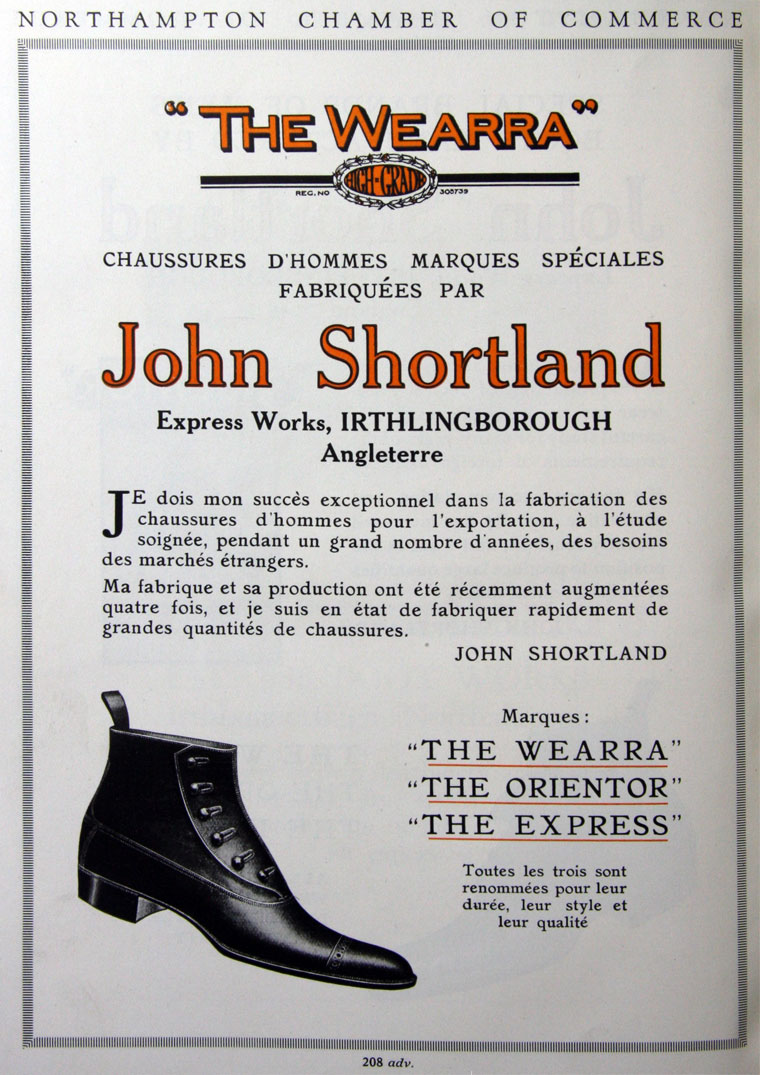 NORTHAMPTON CHAMBER OF COMMERCE
"THE WEARRA"
HIGH-GRADE
REG. NO 305739
CHAUSSURES D'HOMMES MARQUES SPÉCIALES
FABRIQUÉES PAR
John Shortland
Express Works, IRTHLINGBOROUGH
Angleterre
JE dois mon succès exceptionnel dans la fabrication des
chaussures d'hommes pour l'exportation, à l'étude
soignée, pendant un grand nombre d'années, des besoins
des marchés étrangers.
Ma fabrique et sa production ont été récemment augmentées
quatre fois, et je suis en état de fabriquer rapidement de
grandes quantités de chaussures.
JOHN SHORTLAND
Marques:
"THE WEARRA"
"THE ORIENTOR"
"THE EXPRESS"
Toutes les trois sont
renommées pour leur
durée, leur style et
leur qualité
208 adv.